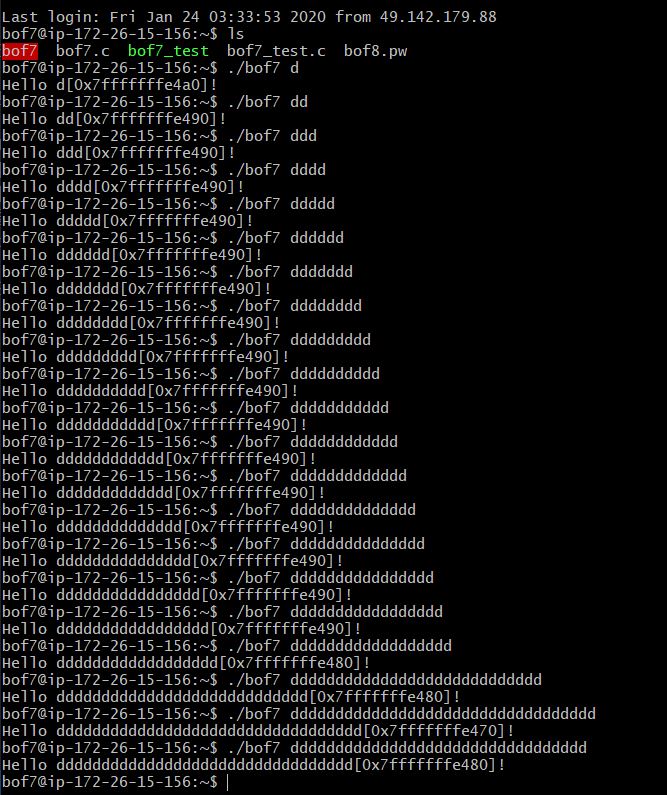 Last login: Fri Jan 24 03:33:53 2020 from 49.142.179.88
bof7@ip-172-26-15-156:~$ ls
bof7  bof7.c  bof7_test  bof7_test.c  bof8.pw
bof7@ip-172-26-15-156:~$ ./bof7 d
Hello d[0x7fffffffe4a0]!
bof7@ip-172-26-15-156:~$ ./bof7 dd
Hello dd[0x7fffffffe490]!
bof7@ip-172-26-15-156:~$ ./bof7 ddd
Hello ddd[0x7fffffffe490]!
bof7@ip-172-26-15-156:~$ ./bof7 dddd
Hello dddd[0x7fffffffe490]!
bof7@ip-172-26-15-156:~$ ./bof7 ddddd
Hello ddddd[0x7fffffffe490]!
bof7@ip-172-26-15-156:~$ ./bof7 dddddd
Hello dddddd[0x7fffffffe490]!
bof7@ip-172-26-15-156:~$ ./bof7 ddddddd
Hello ddddddd[0x7fffffffe490]!
bof7@ip-172-26-15-156:~$ ./bof7 dddddddd
Hello dddddddd[0x7fffffffe490]!
bof7@ip-172-26-15-156:~$ ./bof7 ddddddddd
Hello ddddddddd[0x7fffffffe490]!
bof7@ip-172-26-15-156:~$ ./bof7 dddddddddd
Hello dddddddddd[0x7fffffffe490]!
bof7@ip-172-26-15-156:~$ ./bof7 ddddddddddd
Hello ddddddddddd[0x7fffffffe490]!
bof7@ip-172-26-15-156:~$ ./bof7 dddddddddddd
Hello dddddddddddd[0x7fffffffe490]!
bof7@ip-172-26-15-156:~$ ./bof7 ddddddddddddd
Hello ddddddddddddd[0x7fffffffe490]!
bof7@ip-172-26-15-156:~$ ./bof7 dddddddddddddd
Hello dddddddddddddd[0x7fffffffe490]!
bof7@ip-172-26-15-156:~$ ./bof7 ddddddddddddddd
Hello ddddddddddddddd[0x7fffffffe490]!
bof7@ip-172-26-15-156:~$ ./bof7 dddddddddddddddd
Hello dddddddddddddddd[0x7fffffffe490]!
bof7@ip-172-26-15-156:~$ ./bof7 ddddddddddddddddd
Hello ddddddddddddddddd[0x7fffffffe490]!
bof7@ip-172-26-15-156:~$ ./bof7 dddddddddddddddddd
Hello dddddddddddddddddd[0x7fffffffe480]!
bof7@ip-172-26-15-156:~$ ./bof7 dddddddddddddddddddddddddddd
Hello dddddddddddddddddddddddddddd[0x7fffffffe480]!
bof7@ip-172-26-15-156:~$ ./bof7 dddddddddddddddddddddddddddddddddd
Hello dddddddddddddddddddddddddddddddddd[0x7fffffffe470]!
bof7@ip-172-26-15-156:~$ ./bof7 ddddddddddddddddddddddddddddddddd
Hello ddddddddddddddddddddddddddddddddd[0x7fffffffe480]!
bof7@ip-172-26-15-156:~$